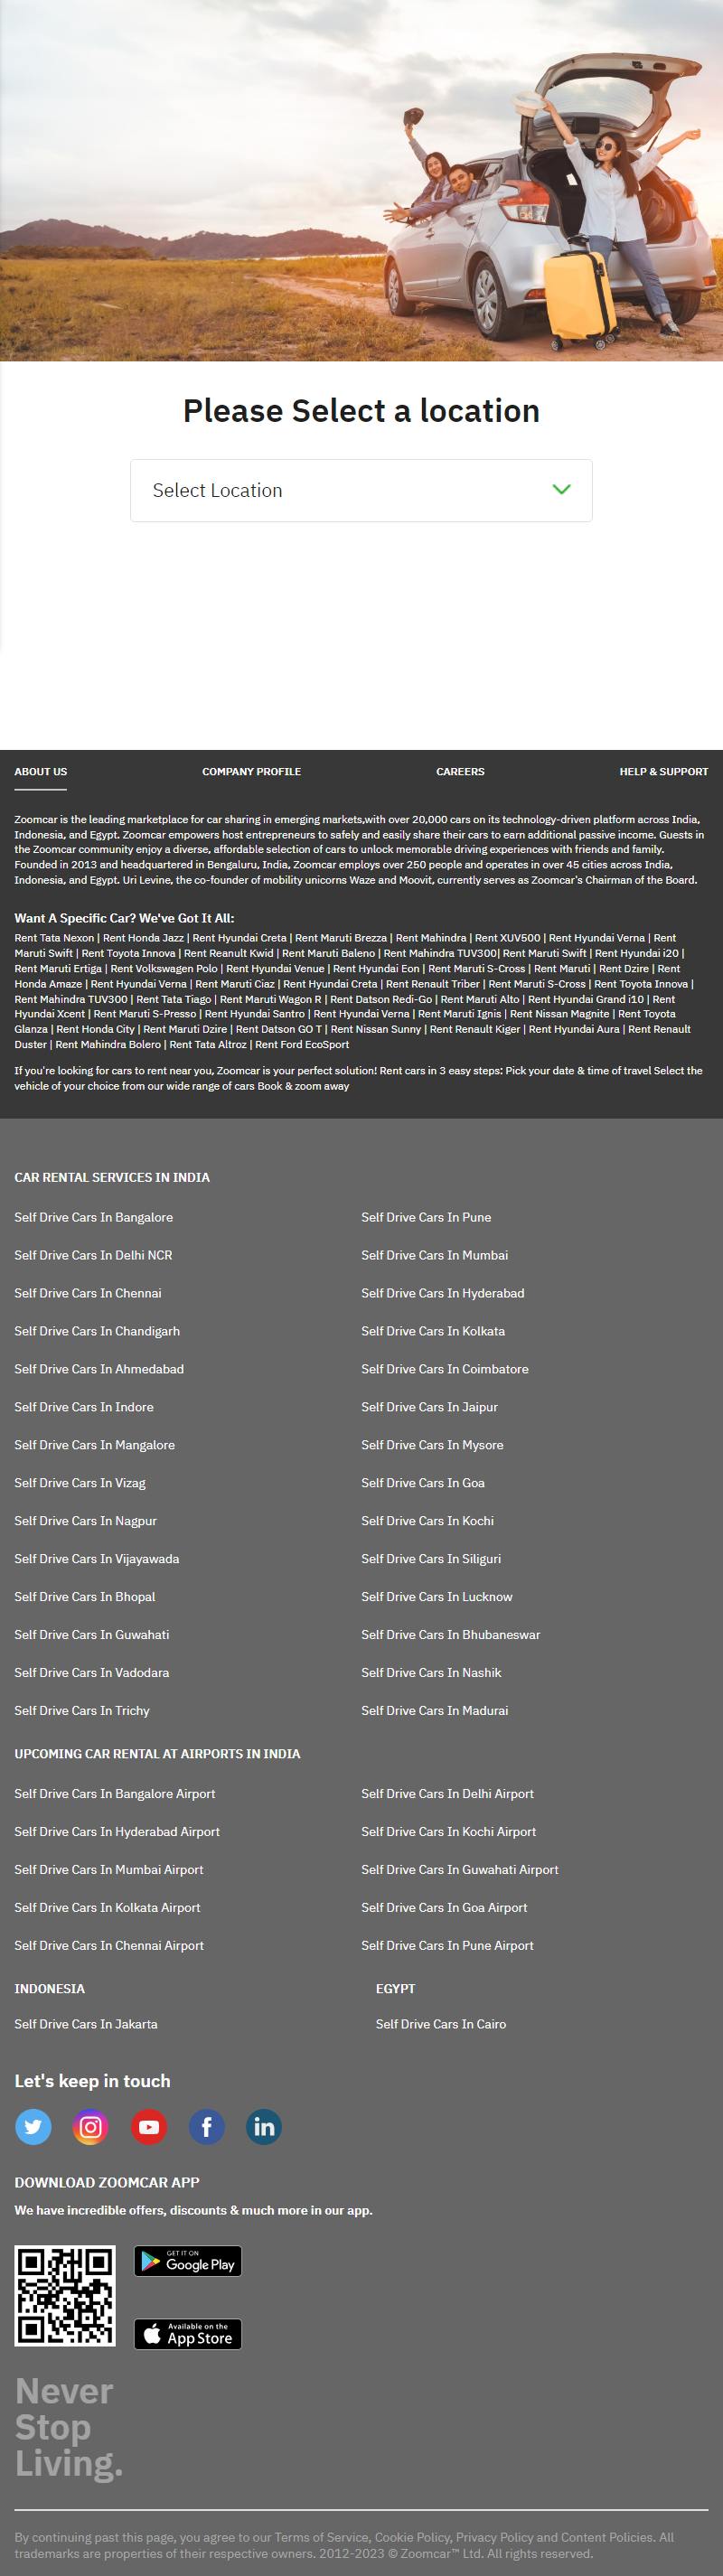 Please Select a location
Select Location
ABOUT US
COMPANY PROFILE
CAREERS
HELP & SUPPORT
Zoomcar is the leading marketplace for car sharing in emerging markets,with over 20,000 cars on its technology-driven platform across India,
Indonesia, and Egypt. Zoomcar empowers host entrepreneurs to safely and easily share their cars to earn additional passive income. Guests in
the Zoomcar community enjoy a diverse, affordable selection of cars to unlock memorable driving experiences with friends and family.
Founded in 2013 and headquartered in Bengaluru, India, Zoomcar employs over 250 people and operates in over 45 cities across India,
Indonesia, and Egypt. Uri Levine, the co-founder of mobility unicorns Waze and Moovit, currently serves as Zoomcar's Chairman of the Board.
Want A Specific Car? We've Got It All:
Rent Tata Nexon | Rent Honda Jazz | Rent Hyundai Creta | Rent Maruti Brezza | Rent Mahindra | Rent XUV500 | Rent Hyundai Verna | Rent
Maruti Swift | Rent Toyota Innova | Rent Reanult Kwid | Rent Maruti Baleno | Rent Mahindra TUV300| Rent Maruti Swift | Rent Hyundai i20 |
Rent Maruti Ertiga | Rent Volkswagen Polo | Rent Hyundai Venue | Rent Hyundai Eon | Rent Maruti S-Cross | Rent Maruti | Rent Dzire | Rent
Honda Amaze | Rent Hyundai Verna | Rent Maruti Ciaz | Rent Hyundai Creta | Rent Renault Triber | Rent Maruti S-Cross | Rent Toyota Innova |
Rent Mahindra TUV300 | Rent Tata Tiago | Rent Maruti Wagon R | Rent Datson Redi-Go | Rent Maruti Alto | Rent Hyundai Grand i10 | Rent
Hyundai Xcent | Rent Maruti S-Presso | Rent Hyundai Santro | Rent Hyundai Verna | Rent Maruti Ignis | Rent Nissan Magnite | Rent Toyota
Glanza | Rent Honda City | Rent Maruti Dzire | Rent Datson GO T | Rent Nissan Sunny | Rent Renault Kiger | Rent Hyundai Aura | Rent Renault
Duster | Rent Mahindra Bolero | Rent Tata Altroz | Rent Ford EcoSport
If you're looking for cars to rent near you, Zoomcar is your perfect solution! Rent cars in 3 easy steps: Pick your date & time of travel Select the
vehicle of your choice from our wide range of cars Book & zoom away
CAR RENTAL SERVICES IN INDIA
Self Drive Cars In Bangalore
Self Drive Cars In Pune
Self Drive Cars In Delhi NCR
Self Drive Cars In Mumbai
Self Drive Cars In Chennai
Self Drive Cars In Hyderabad
Self Drive Cars In Chandigarh
Self Drive Cars In Kolkata
Self Drive Cars In Ahmedabad
Self Drive Cars In Coimbatore
Self Drive Cars In Indore
Self Drive Cars In Jaipur
Self Drive Cars In Mangalore
Self Drive Cars In Mysore
Self Drive Cars In Vizag
Self Drive Cars In Goa
Self Drive Cars In Nagpur
Self Drive Cars In Kochi
Self Drive Cars In Vijayawada
Self Drive Cars In Siliguri
Self Drive Cars In Bhopal
Self Drive Cars In Lucknow
Self Drive Cars In Guwahati
Self Drive Cars In Bhubaneswar
Self Drive Cars In Vadodara
Self Drive Cars In Nashik
Self Drive Cars In Trichy
Self Drive Cars In Madurai
UPCOMING CAR RENTAL AT AIRPORTS IN INDIA
Self Drive Cars In Bangalore Airport
Self Drive Cars In Delhi Airport
Self Drive Cars In Hyderabad Airport
Self Drive Cars In Kochi Airport
Self Drive Cars In Mumbai Airport
Self Drive Cars In Guwahati Airport
Self Drive Cars In Kolkata Airport
Self Drive Cars In Goa Airport
Self Drive Cars In Chennai Airport
Self Drive Cars In Pune Airport
INDONESIA
EGYPT
Self Drive Cars In Jakarta
Self Drive Cars In Cairo
Let's keep in touch
DOWNLOAD ZOOMCAR APP
We have incredible offers, discounts & much more in our app.
GET IT ON
Google Play
Available on the
App Store
Never
Stop
Living.
By continuing past this page, you agree to our Terms of Service, Cookie Policy, Privacy Policy and Content Policies. All
trademarks are properties of their respective owners. 2012-2023 © Zoomcar™ Ltd. All rights reserved.